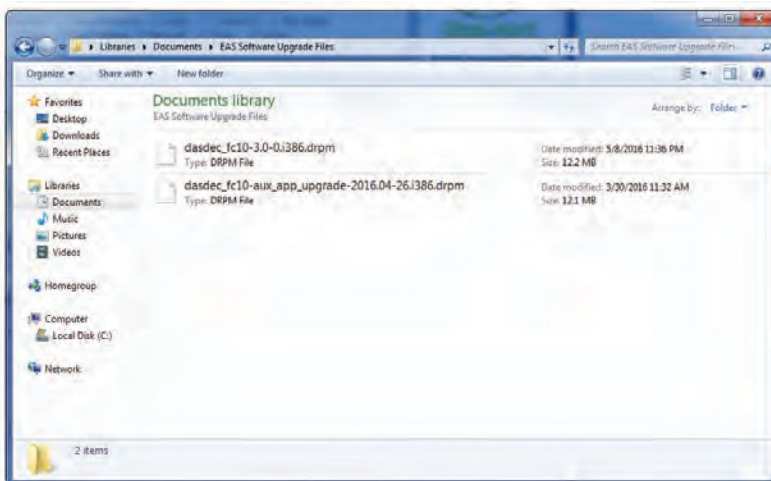 Libraries ▸ Documents ▸ EAS Software Upgrade Files
Search EAS Software Upgrade Files
Organize Share with New folder
Favorites
Desktop
Downloads
Recent Places
Libraries
Documents
Music
Pictures
Videos
Homegroup
Computer
Local Disk (C:)
Network
Documents library
EAS Software Upgrade Files
Arrange by: Folder
dasdec_fc10-3.0-0.i386.drpm
Type: DRPM File
Date modified: 5/8/2016 11:36 PM
Size: 12.2 MB
dasdec_fc10-aux_app_upgrade-2016.04-26.i386.drpm
Type: DRPM File
Date modified: 3/30/2016 11:32 AM
Size: 12.1 MB
2 items